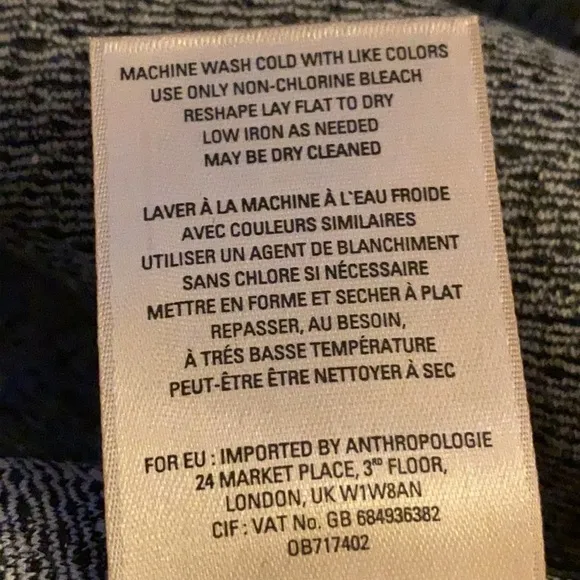 MACHINE WASH COLD WITH LIKE COLORS
USE ONLY NON-CHLORINE BLEACH
RESHAPE LAY FLAT TO DRY
LOW IRON AS NEEDED
MAY BE DRY CLEANED
LAVER À LA MACHINE À L'EAU FROIDE
AVEC COULEURS SIMILAIRES
UTILISER UN AGENT DE BLANCHIMENT
SANS CHLORE SI NÉCESSAIRE
METTRE EN FORME ET SECHER À PLAT
REPASSER, AU BESOIN,
À TRÉS BASSE TEMPÉRATURE
PEUT-ÊTRE ÊTRE NETTOYER À SEC
FOR EU : IMPORTED BY ANTHROPOLOGIE
24 MARKET PLACE, 3RD FLOOR,
LONDON, UK W1W8AN
CIF : VAT No. GB 684936382
OB717402